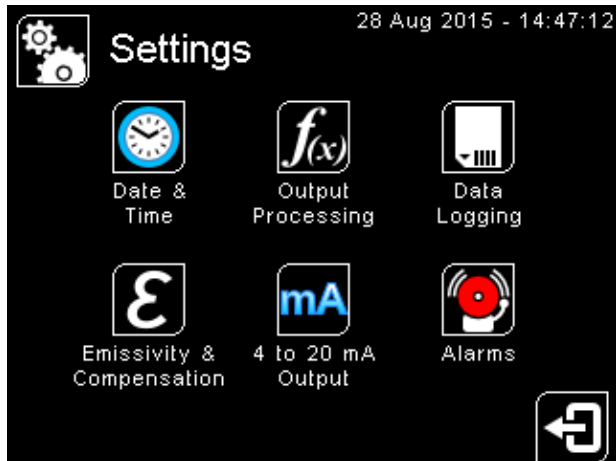 28 Aug 2015 - 14:47:12
Settings
f(x)
Date &
Time
Output
Processing
Data
Logging
ε
mA
Emissivity &
Compensation
4 to 20 mA
Output
Alarms